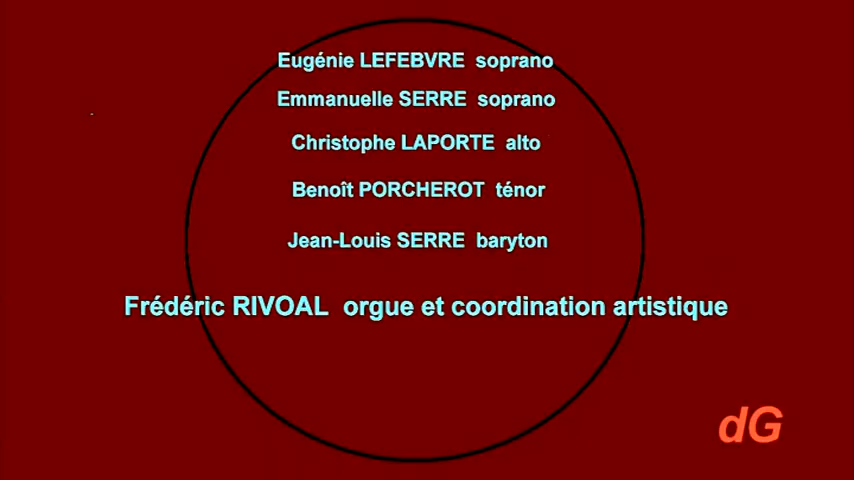 Eugénie LEFEBVRE soprano
Emmanuelle SERRE soprano
Christophe LAPORTE alto
Benoît PORCHEROT ténor
Jean-Louis SERRE baryton
Frédéric RIVOAL orgue et coordination artistique
dG